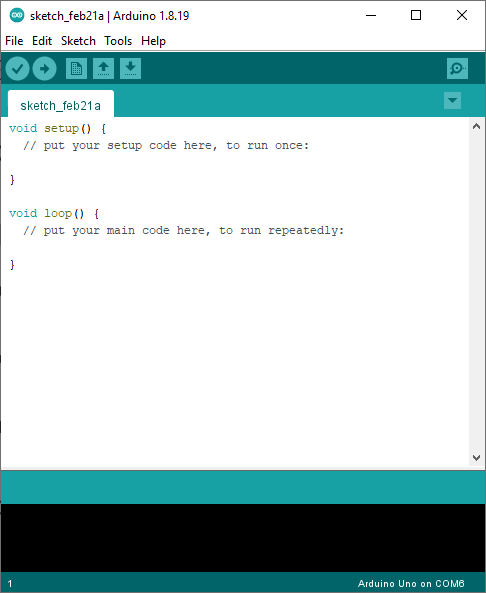 sketch_feb21a | Arduino 1.8.19
File Edit Sketch Tools Help
sketch_feb21a
void setup() {
  // put your setup code here, to run once:
}
void loop() {
  // put your main code here, to run repeatedly:
}
1 Arduino Uno on COM6